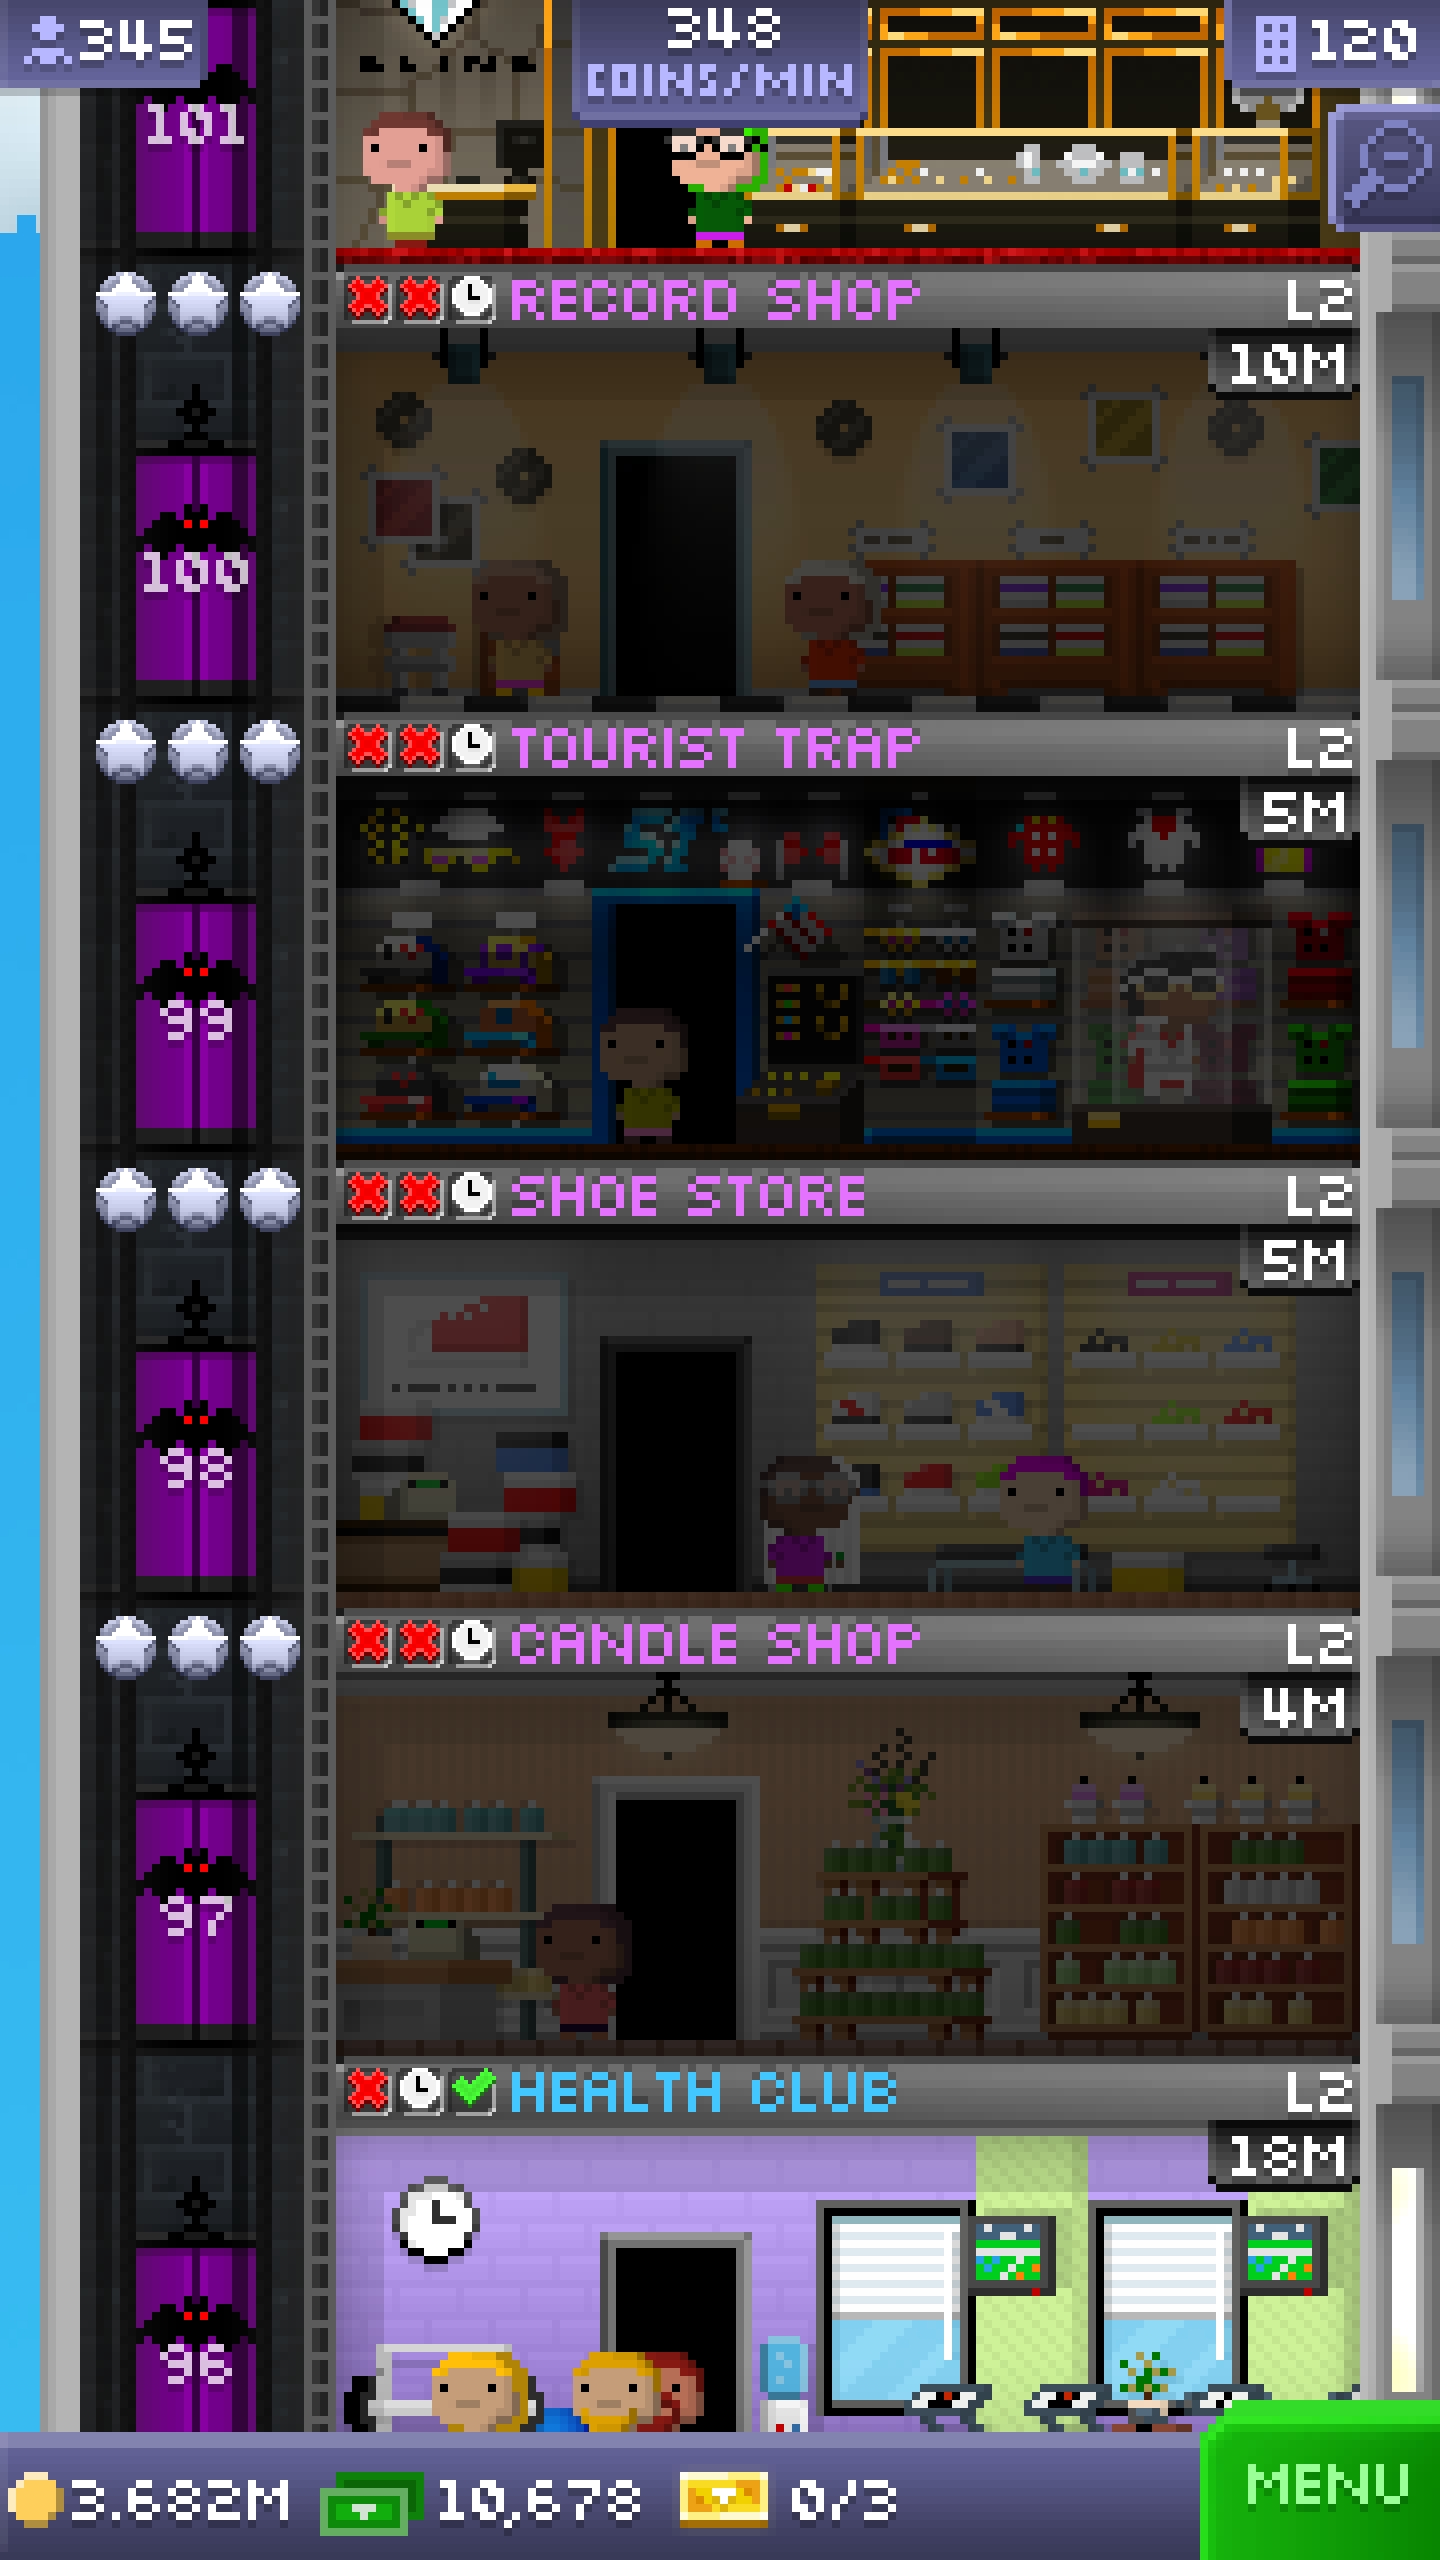 345
348
COINS/MIN
120
101
RECORD SHOP L2
10M
100
TOURIST TRAP L2
5M
99
SHOE STORE L2
5M
98
CANDLE SHOP L2
4M
97
HEALTH CLUB L2
18M
96
3.682M 10,678 0/3
MENU